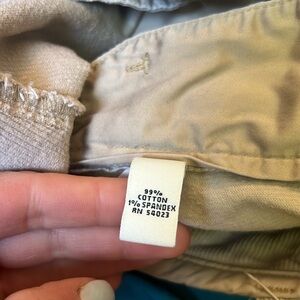 99%
COTTON
1% SPANDEX
RN 54023